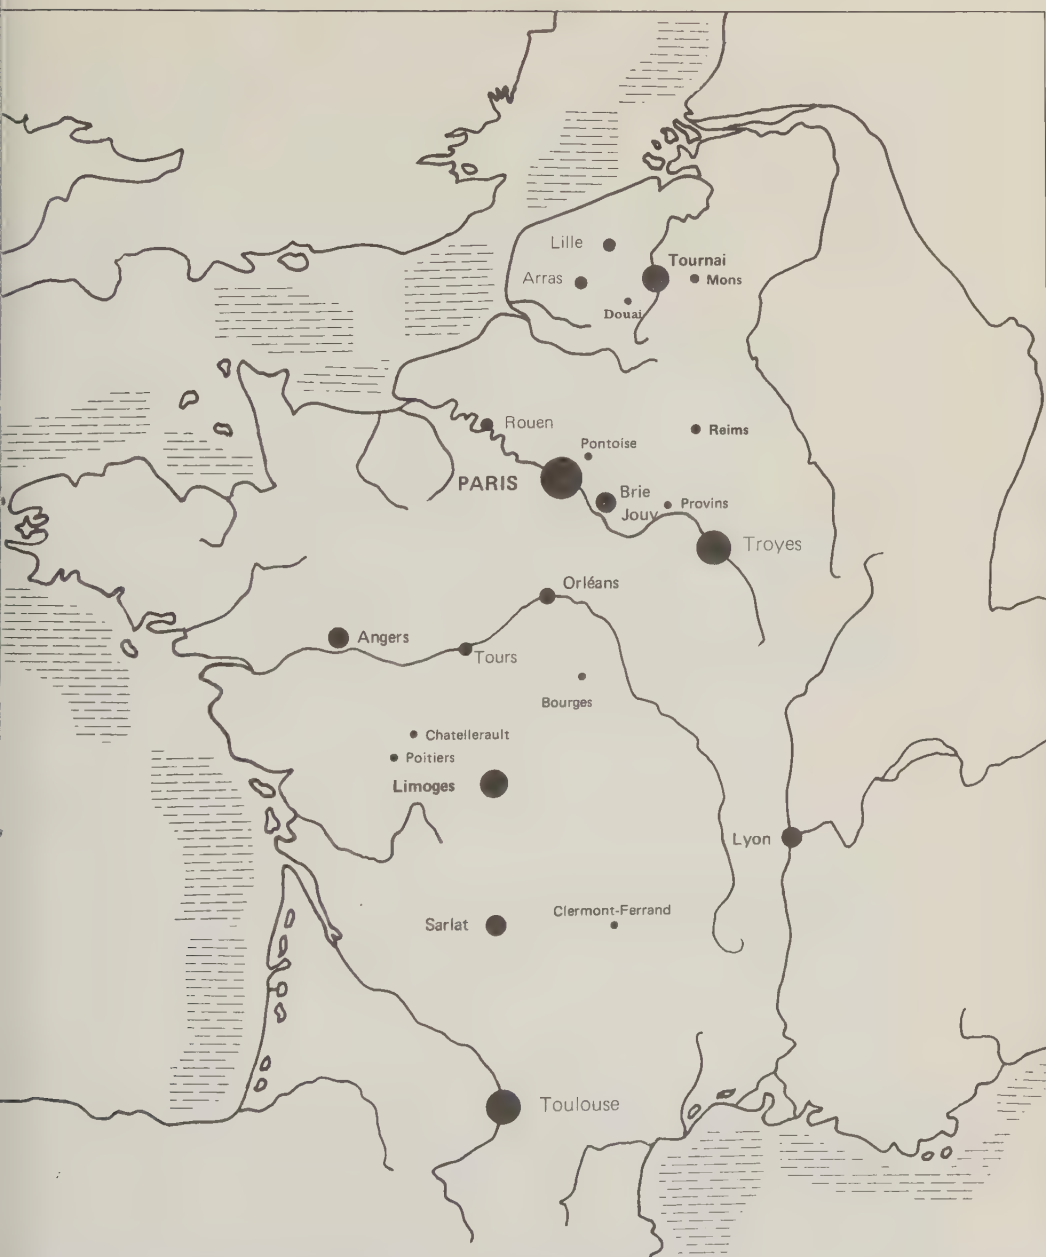 Lille
Tournai
Arras
Mons
Douai
Rouen
Reims
Pontoise
PARIS
Brie
Jouy
Provins
Troyes
Orléans
Angers
Tours
Bourges
Chatellerault
Poitiers
Limoges
Lyon
Clermont-Ferrand
Sarlat
Toulouse